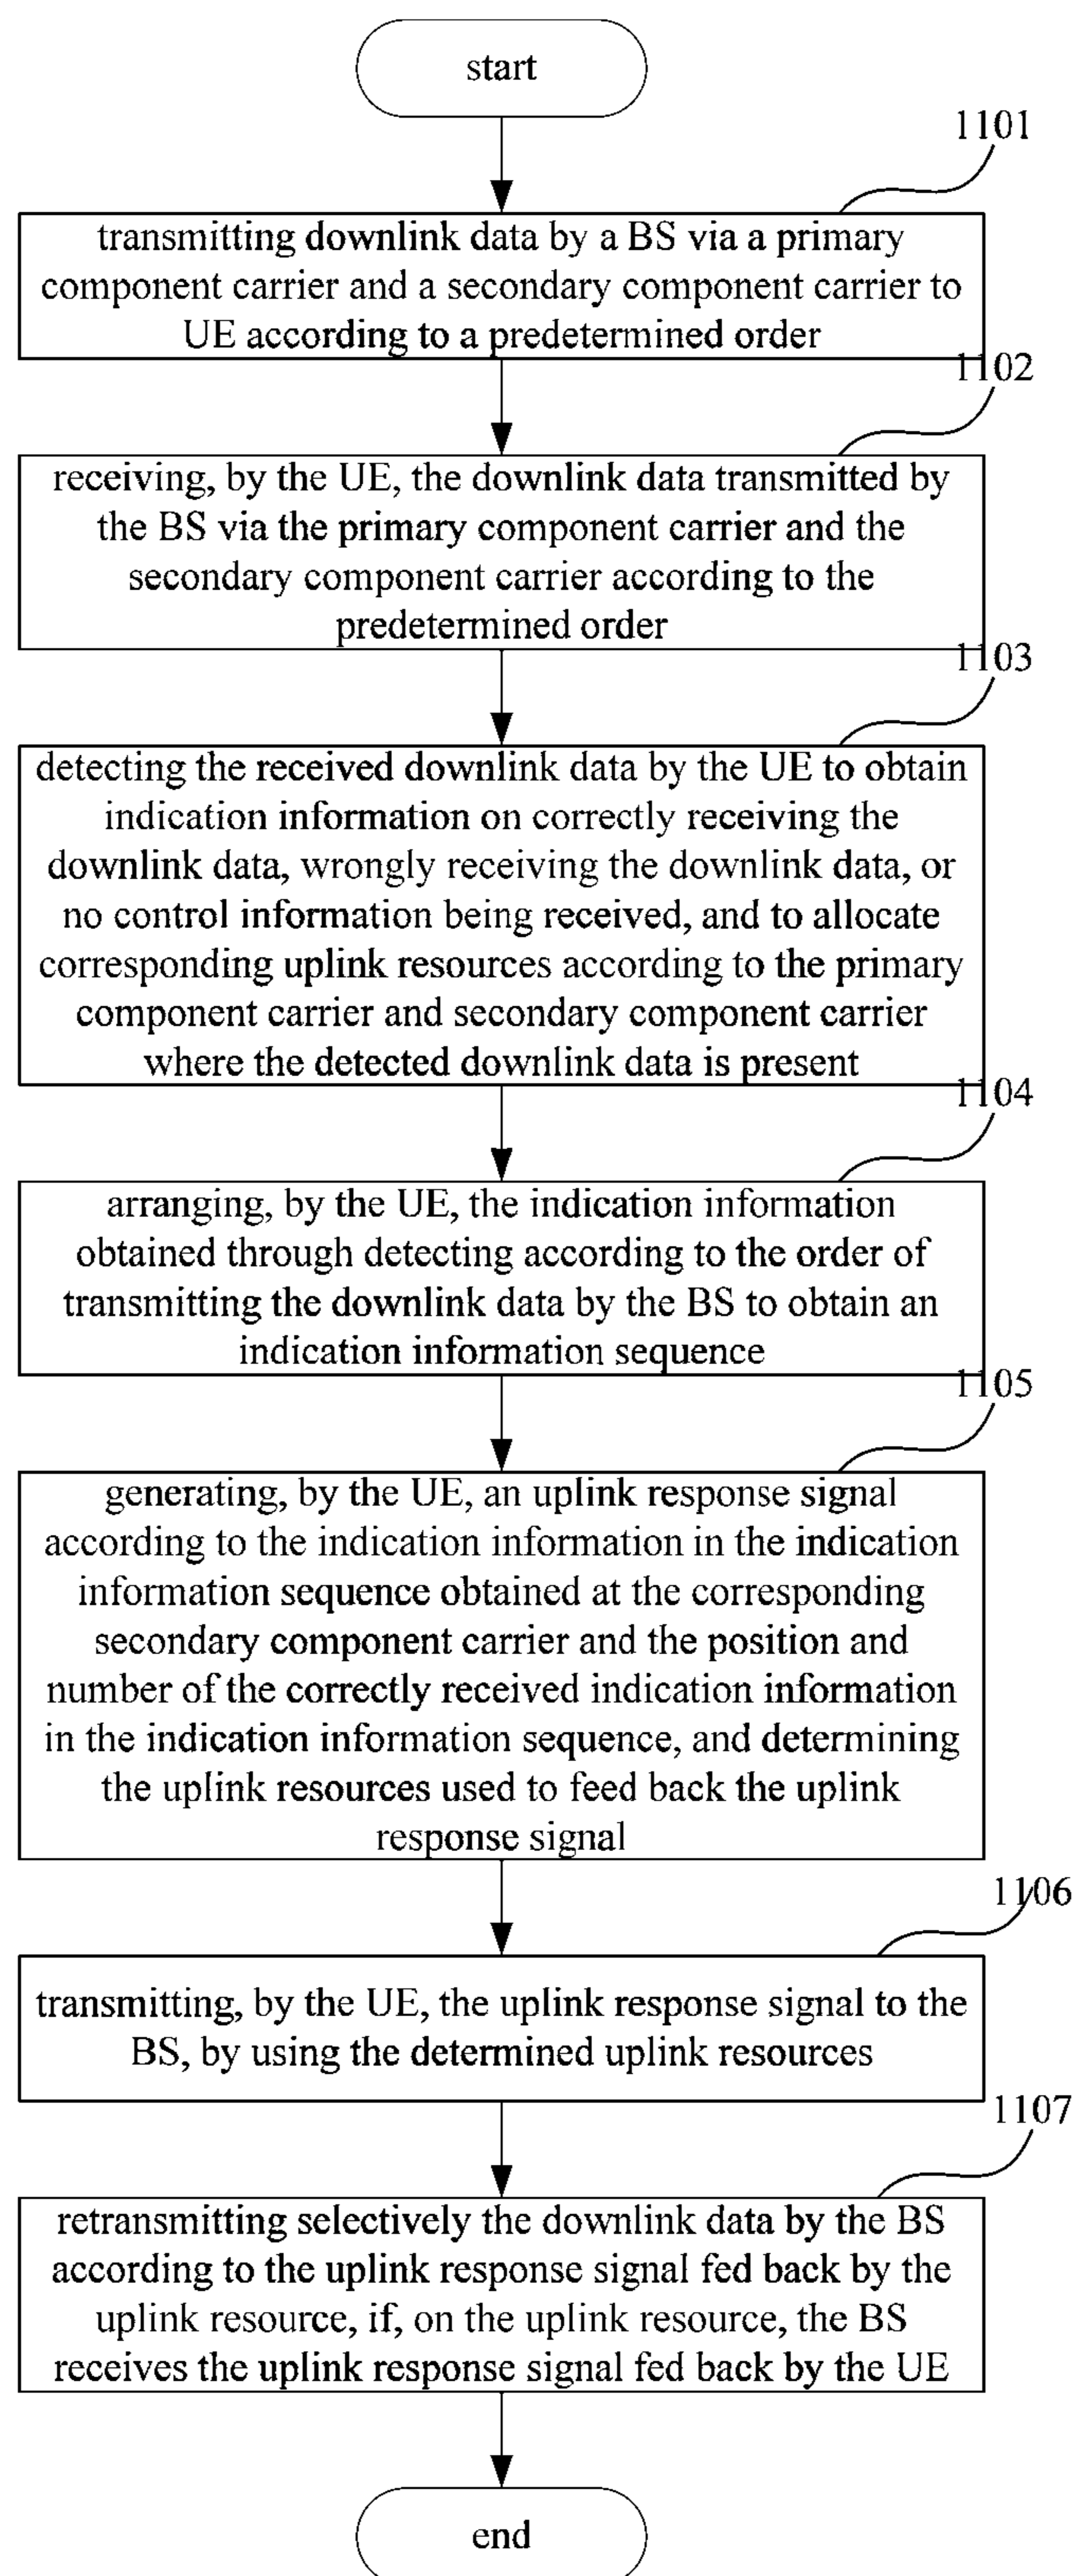 start
1101
transmitting downlink data by a BS via a primary
component carrier and a secondary component carrier to
UE according to a predetermined order
1102
receiving, by the UE, the downlink data transmitted by
the BS via the primary component carrier and the
secondary component carrier according to the
predetermined order
1103
detecting the received downlink data by the UE to obtain
indication information on correctly receiving the
downlink data, wrongly receiving the downlink data, or
no control information being received, and to allocate
corresponding uplink resources according to the primary
component carrier and secondary component carrier
where the detected downlink data is present
1104
arranging, by the UE, the indication information
obtained through detecting according to the order of
transmitting the downlink data by the BS to obtain an
indication information sequence
1105
generating, by the UE, an uplink response signal
according to the indication information in the indication
information sequence obtained at the corresponding
secondary component carrier and the position and
number of the correctly received indication information
in the indication information sequence, and determining
the uplink resources used to feed back the uplink
response signal
1106
transmitting, by the UE, the uplink response signal to the
BS, by using the determined uplink resources
1107
retransmitting selectively the downlink data by the BS
according to the uplink response signal fed back by the
uplink resource, if, on the uplink resource, the BS
receives the uplink response signal fed back by the UE
end